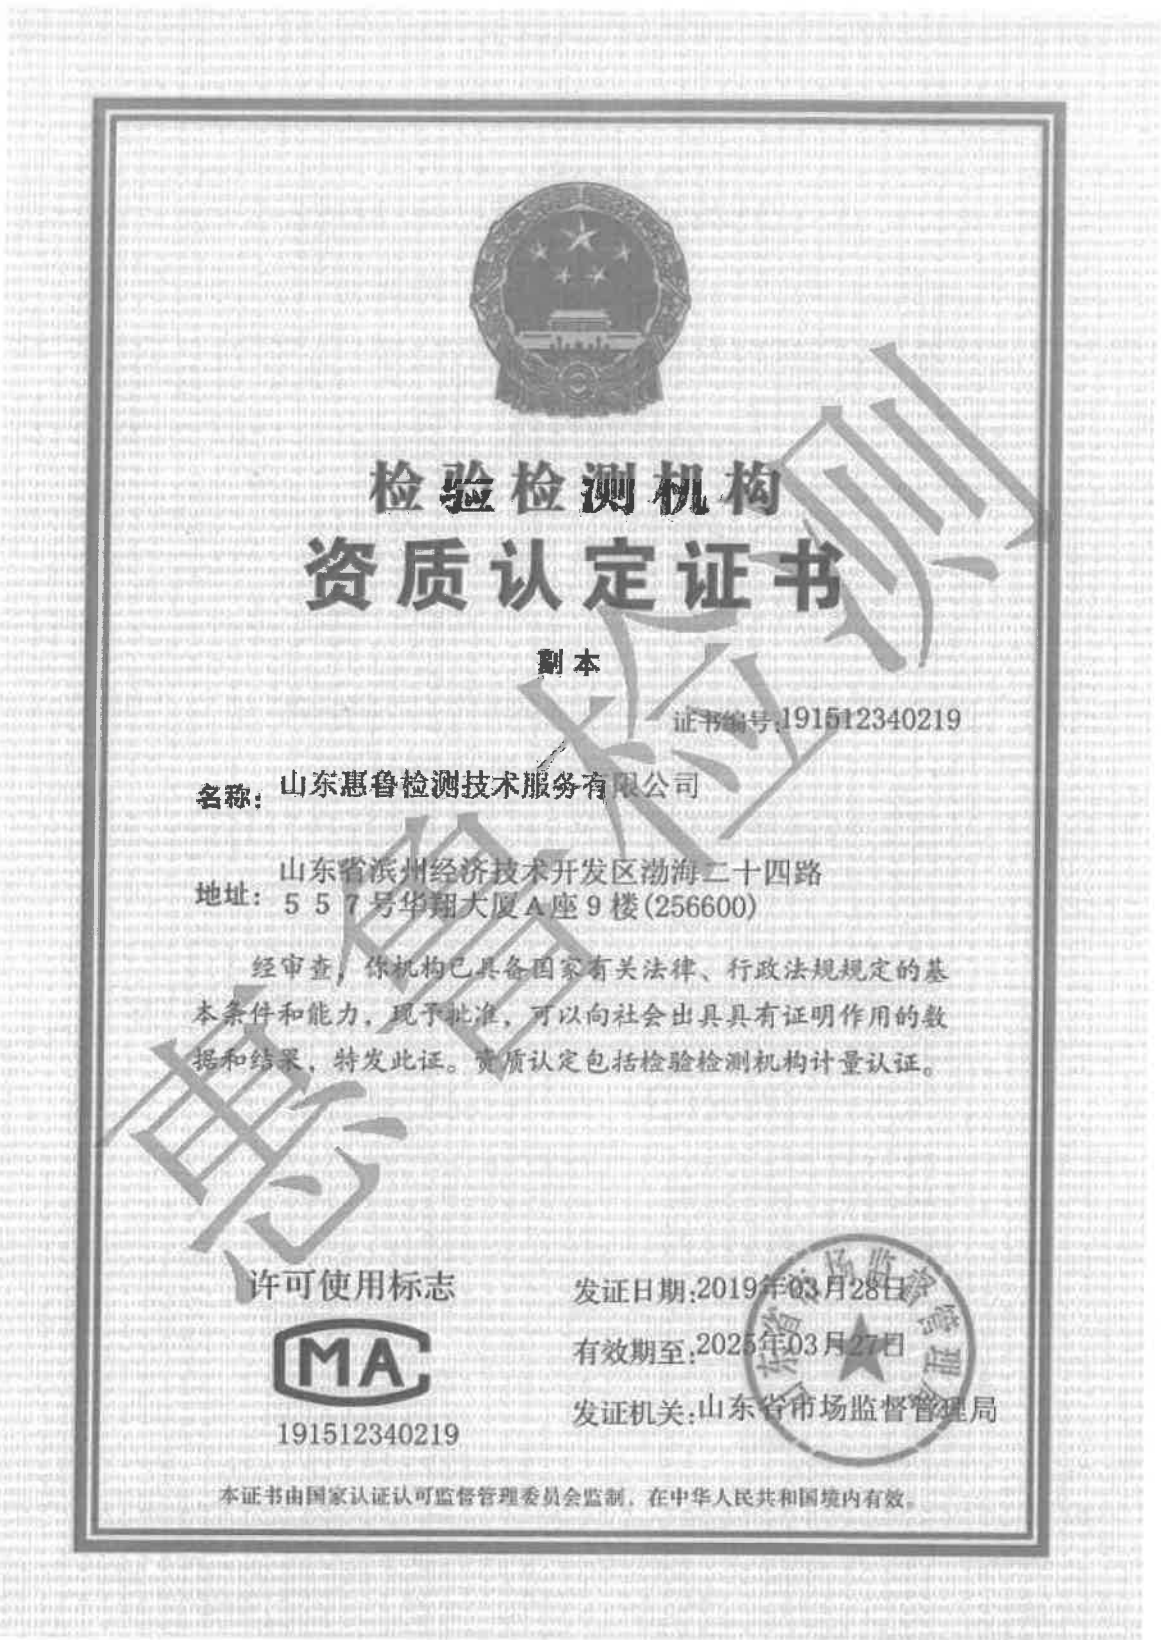 检验检测机构
资质认定证书
副本
证书编号:191512340219
名称: 山东惠鲁检测技术服务有限公司
地址: 山东省滨州经济技术开发区渤海二十四路
557号华翔大厦A座9楼(256600)
经审查，你机构已具备国家有关法律、行政法规规定的基
本条件和能力，现予批准，可以向社会出具具有证明作用的数
据和结果，特发此证。资质认定包括检验检测机构计量认证。
惠鲁检测
许可使用标志
MA
191512340219
发证日期:2019年03月28日
有效期至:2025年03月27日
发证机关:山东省市场监督管理局
山东省市场监督管理局
本证书由国家认证认可监督管理委员会监制，在中华人民共和国境内有效。